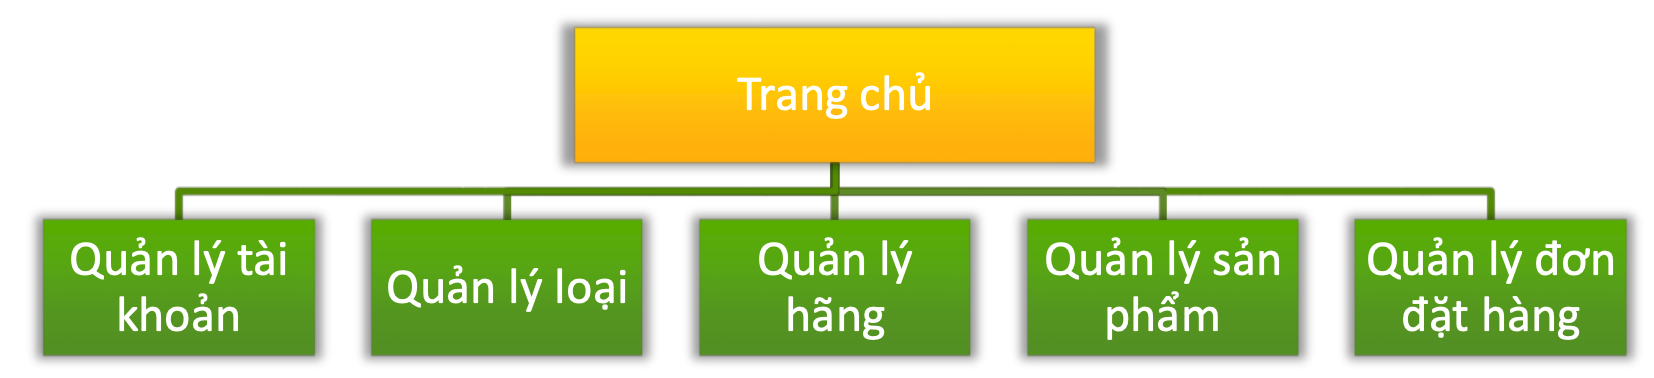 Trang chủ
Quản lý tài
khoản
Quản lý loại
Quản lý
hãng
Quản lý sản
phẩm
Quản lý đơn
đặt hàng